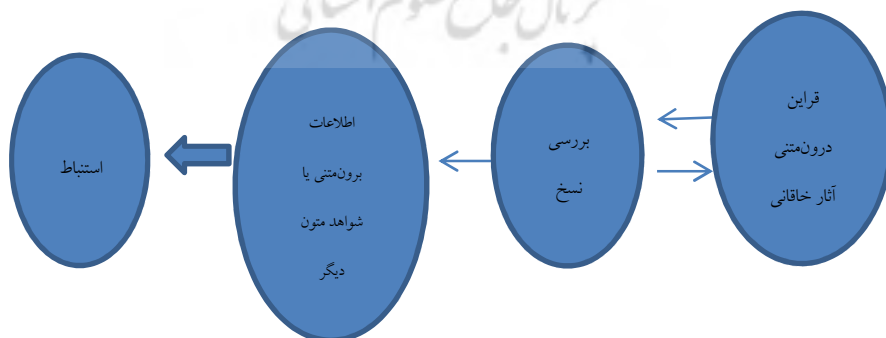 قراین
درون‌متنی
آثار خاقانی
بررسی
نسخ
اطلاعات
برون‌متنی یا
شواهد متون
دیگر
استنباط